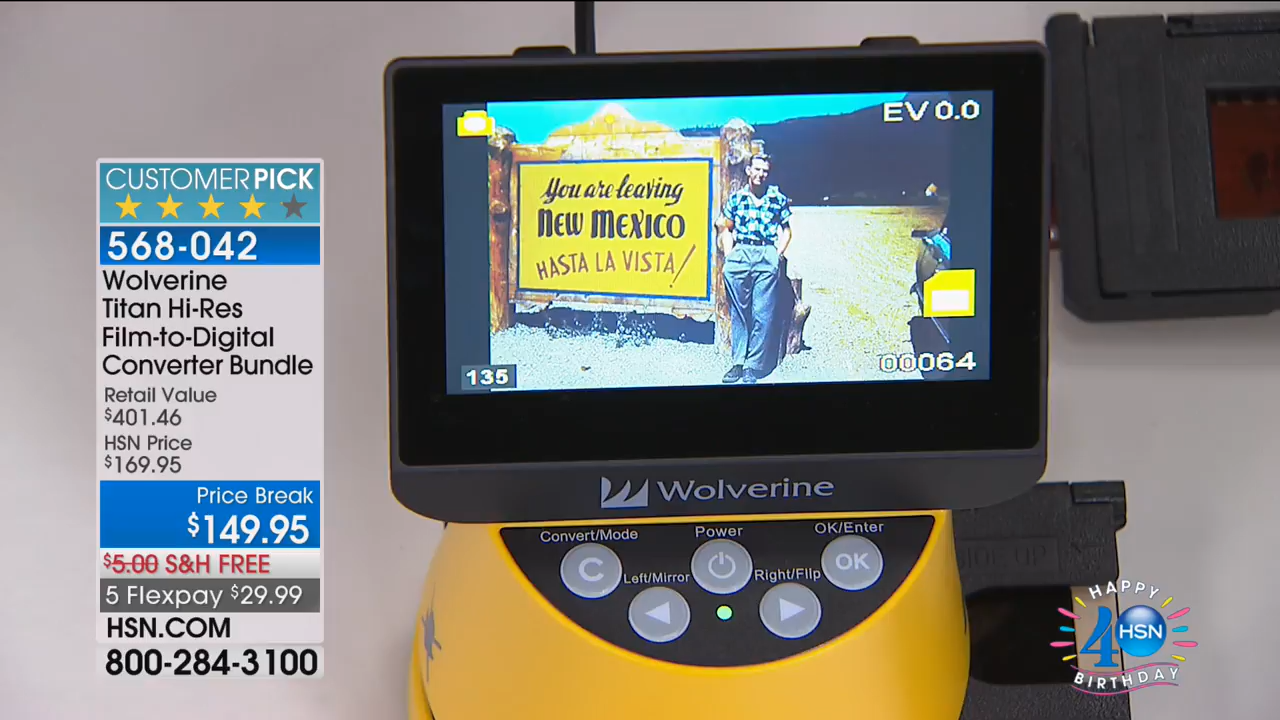 CUSTOMER PICK
568-042
Wolverine
Titan Hi-Res
Film-to-Digital
Converter Bundle
Retail Value
$401.46
HSN Price
$169.95
Price Break
$149.95
$5.00 S&H FREE
5 Flexpay $29.99
HSN.COM
800-284-3100
EV 0.0
You are leaving
NEW MEXICO
HASTA LA VISTA!
135
00064
Wolverine
Convert/Mode
Power
OK/Enter
C
OK
Left/Mirror
Right/Flip
HAPPY
40
HSN
BIRTHDAY